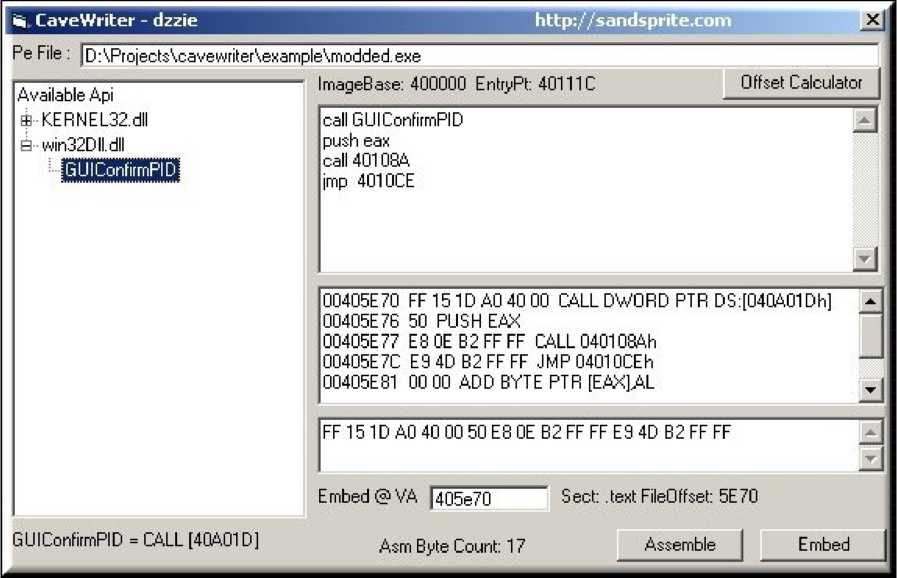 CaveWriter - dzzie http://sandsprite.com
Pe File : D:\Projects\cavewriter\example\modded.exe
Available Api
KERNEL32.dll
win32Dll.dll
GUIConfirmPID
ImageBase: 400000 EntryPt: 40111C
Offset Calculator
call GUIConfirmPID
push eax
call 40108A
jmp 4010CE
00405E70 FF 15 1D A0 40 00 CALL DWORD PTR DS:[040A01Dh]
00405E76 50 PUSH EAX
00405E77 E8 0E B2 FF FF CALL 040108Ah
00405E7C E9 4D B2 FF FF JMP 04010CEh
00405E81 00 00 ADD BYTE PTR [EAX],AL
FF 15 1D A0 40 00 50 E8 0E B2 FF FF E9 4D B2 FF FF
Embed @ VA 405e70 Sect: .text FileOffset: 5E70
GUIConfirmPID = CALL [40A01D]
Asm Byte Count: 17 Assemble Embed